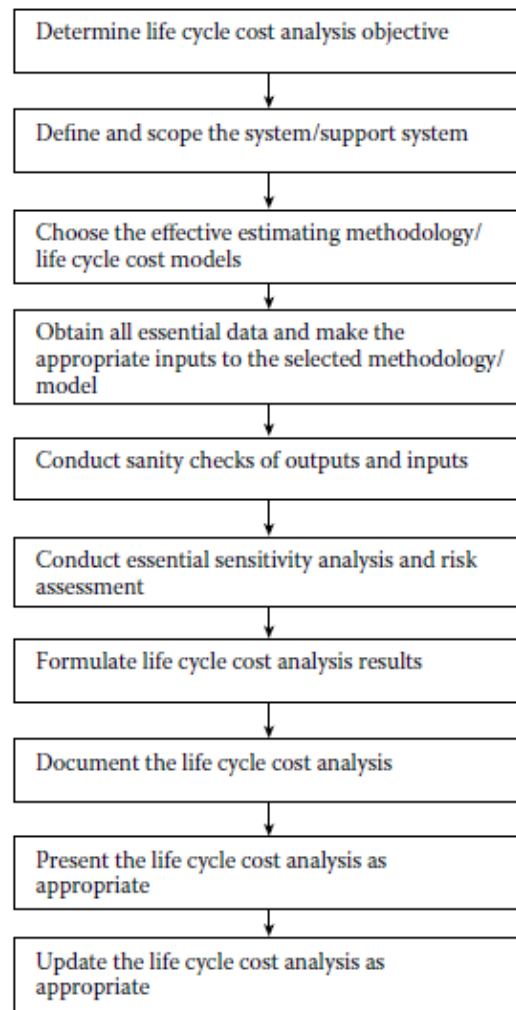 Determine life cycle cost analysis objective
Define and scope the system/support system
Choose the effective estimating methodology/
life cycle cost models
Obtain all essential data and make the
appropriate inputs to the selected methodology/
model
Conduct sanity checks of outputs and inputs
Conduct essential sensitivity analysis and risk
assessment
Formulate life cycle cost analysis results
Document the life cycle cost analysis
Present the life cycle cost analysis as
appropriate
Update the life cycle cost analysis as
appropriate